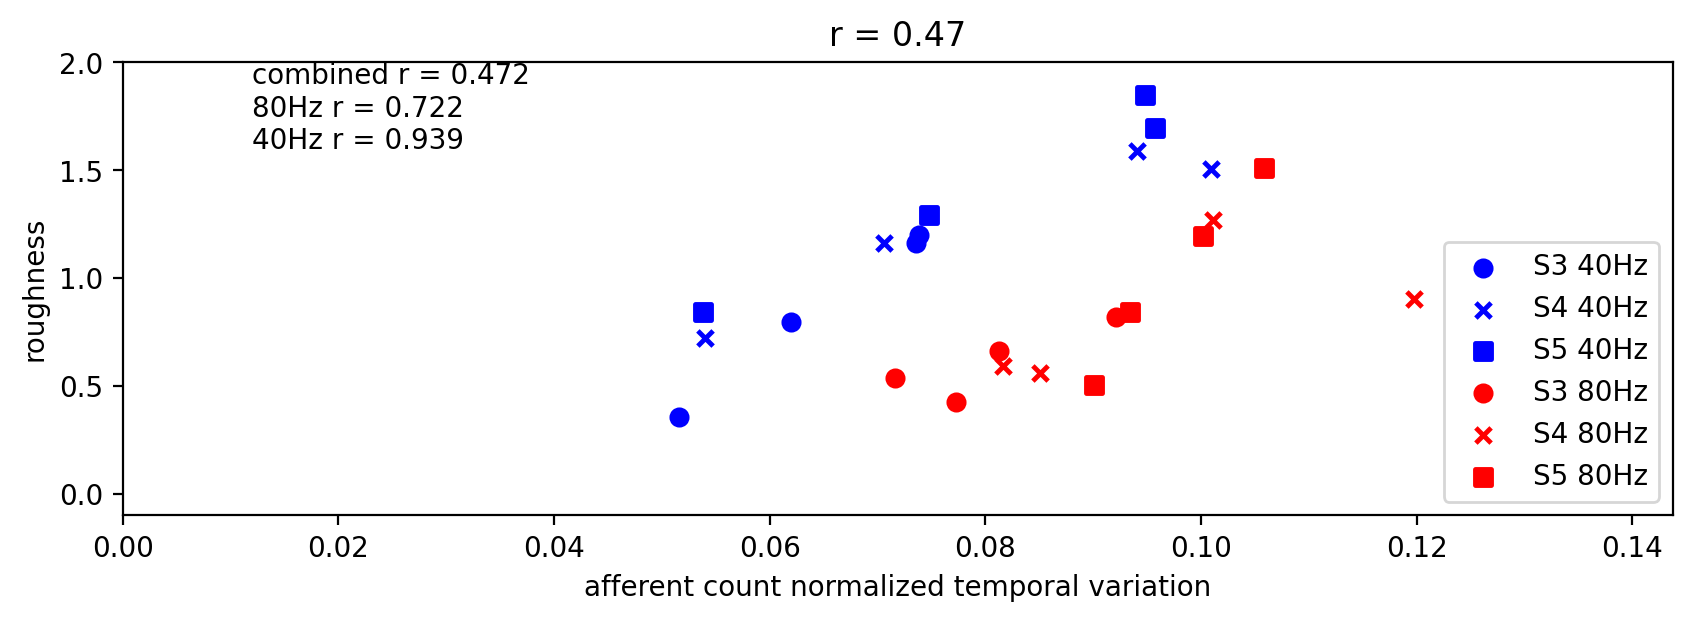 r = 0.47
combined r = 0.472
80Hz r = 0.722
40Hz r = 0.939
2.0
1.5
1.0
0.5
0.0
roughness
S3 40Hz
S4 40Hz
S5 40Hz
S3 80Hz
S4 80Hz
S5 80Hz
0.00 0.02 0.04 0.06 0.08 0.10 0.12 0.14
afferent count normalized temporal variation